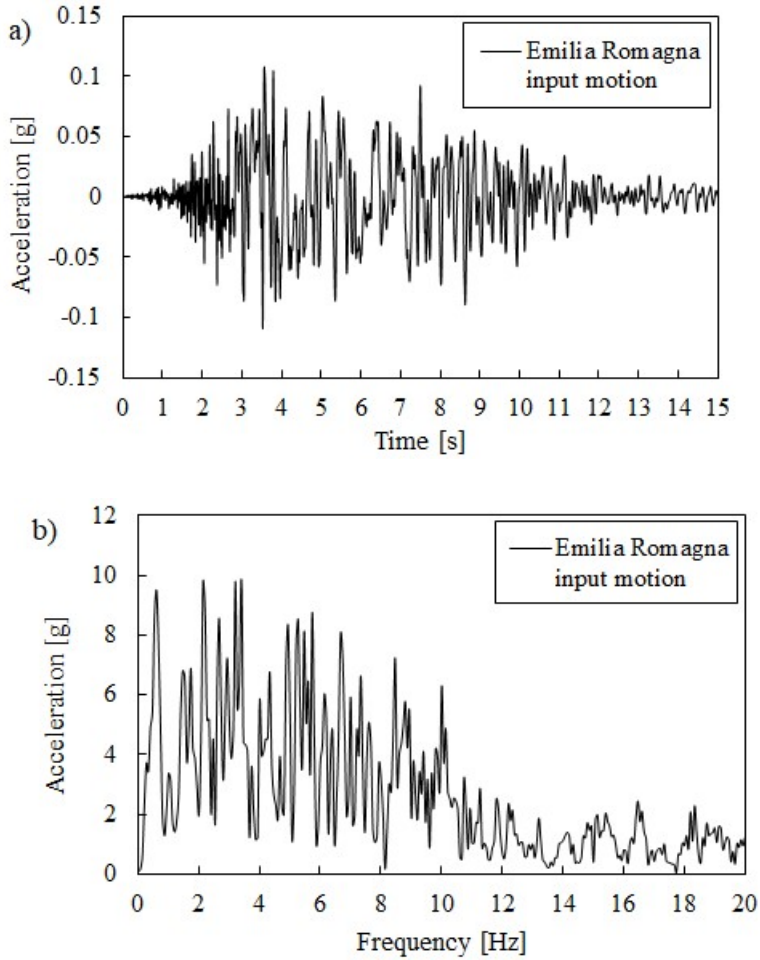 a)
0.15
0.1
0.05
0
-0.05
-0.1
-0.15
Acceleration [g]
Emilia Romagna
input motion
0 1 2 3 4 5 6 7 8 9 10 11 12 13 14 15
Time [s]
b)
12
10
8
6
4
2
0
Acceleration [g]
Emilia Romagna
input motion
0 2 4 6 8 10 12 14 16 18 20
Frequency [Hz]